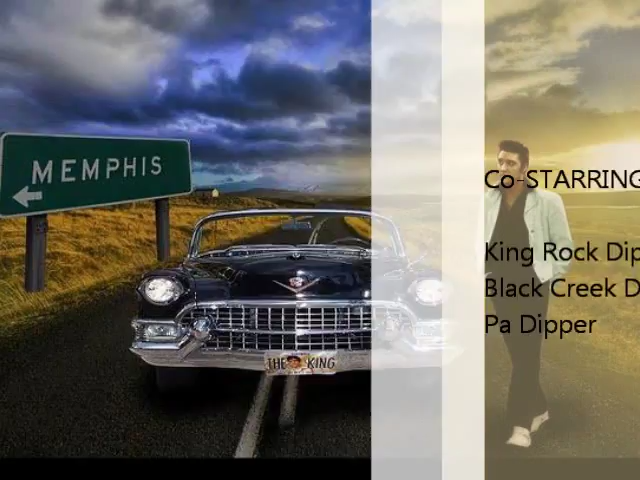 MEMPHIS
THE KING
Co-STARRING
King Rock Dip
Black Creek D
Pa Dipper